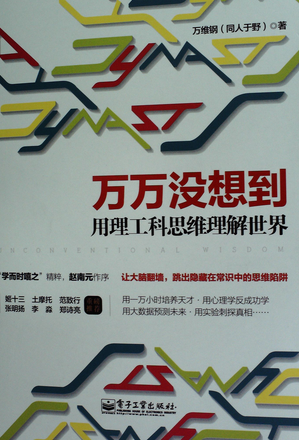 万维钢（同人于野）◎著
万万没想到
用理工科思维理解世界
UNCONVENTIONAL WISDOM
“学而时嘻之”精粹，赵南元作序
让大脑翻墙，跳出隐藏在常识中的思维陷阱
姬十三 土摩托 范致行
张明扬 李淼 郑诗亮
用一万小时培养天才·用心理学反成功学
用大数据预测未来·用实验刺探真相……
电子工业出版社